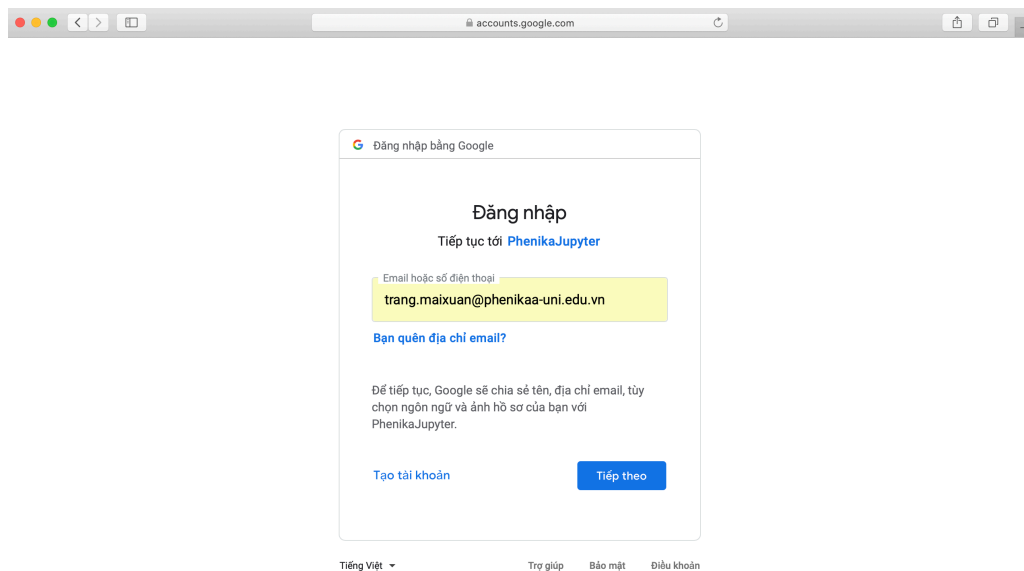 accounts.google.com
Đăng nhập bằng Google
Đăng nhập
Tiếp tục tới PhenikaJupyter
Email hoặc số điện thoại
trang.maixuan@phenikaa-uni.edu.vn
Bạn quên địa chỉ email?
Để tiếp tục, Google sẽ chia sẻ tên, địa chỉ email, tùy
chọn ngôn ngữ và ảnh hồ sơ của bạn với
PhenikaJupyter.
Tạo tài khoản
Tiếp theo
Tiếng Việt
Trợ giúp Bảo mật Điều khoản